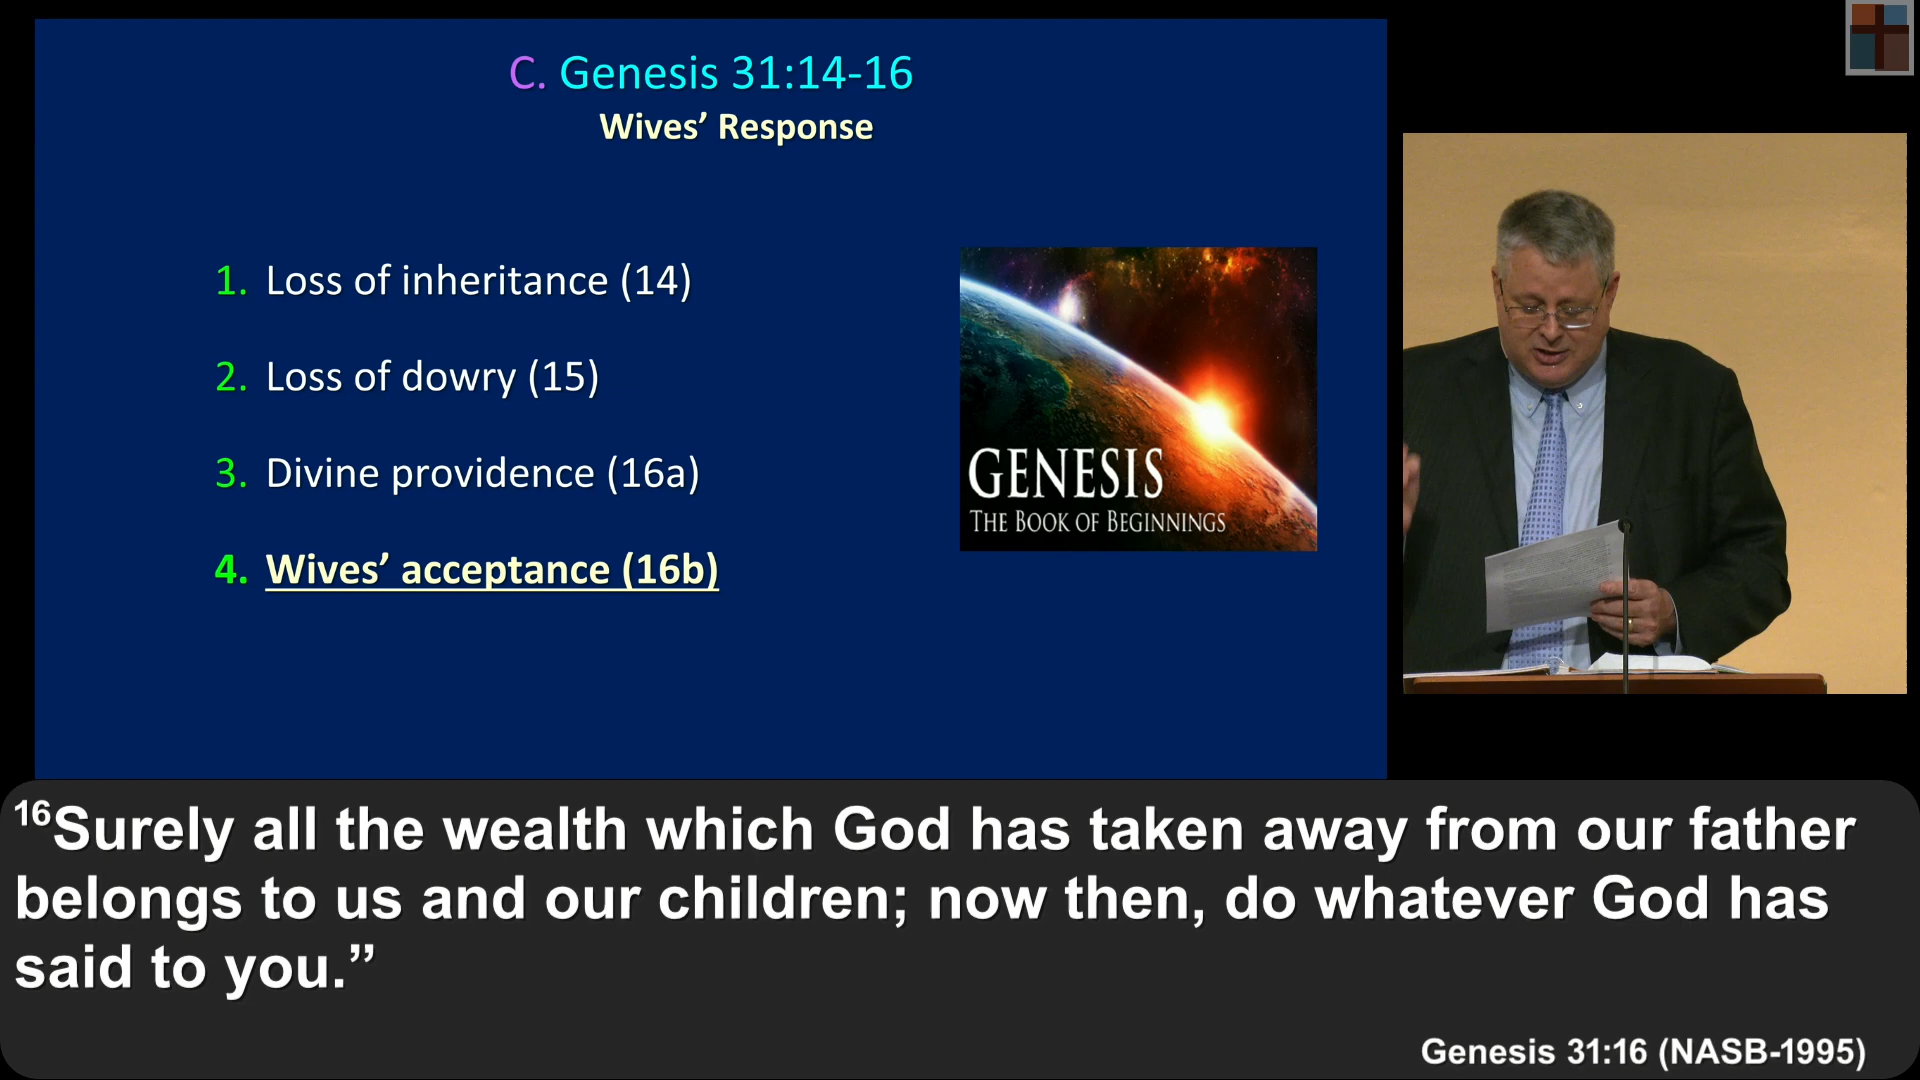 C. Genesis 31:14-16
Wives’ Response
1. Loss of inheritance (14)
2. Loss of dowry (15)
3. Divine providence (16a)
4. Wives’ acceptance (16b)
GENESIS
THE BOOK OF BEGINNINGS
16Surely all the wealth which God has taken away from our father
belongs to us and our children; now then, do whatever God has
said to you.”
Genesis 31:16 (NASB-1995)